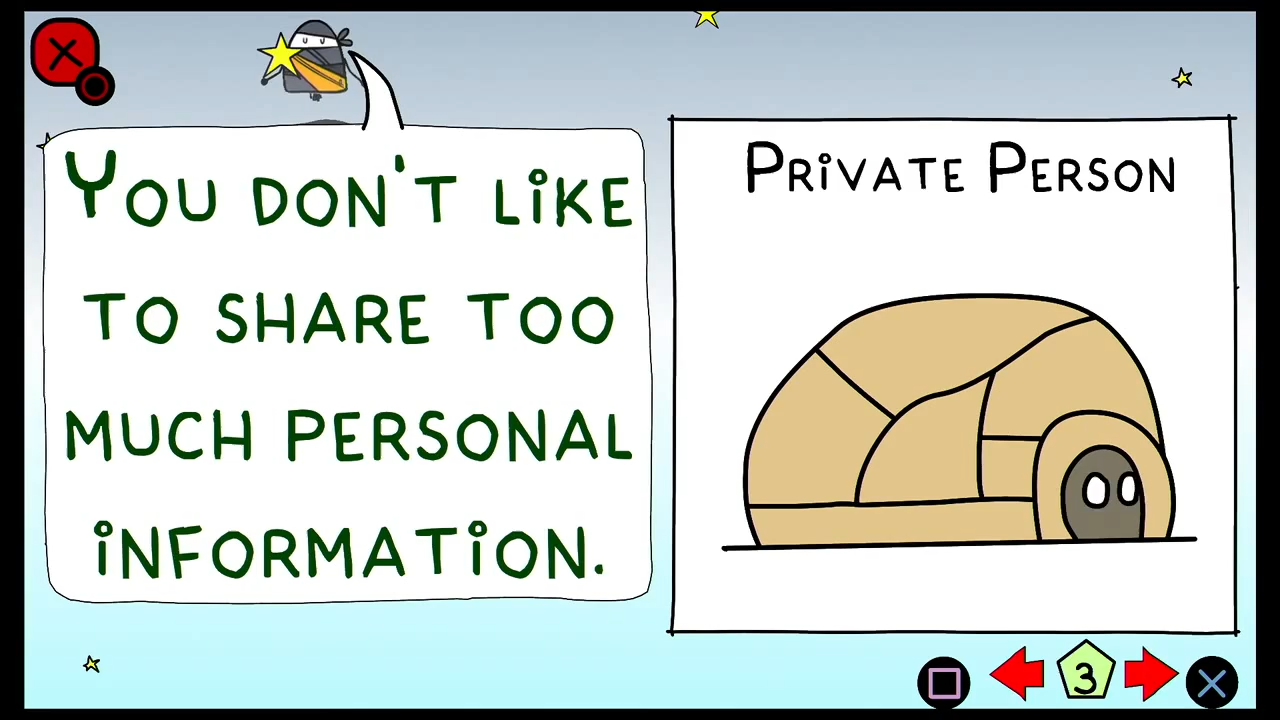 You don't like
to share too
much personal
information.
Private Person
3